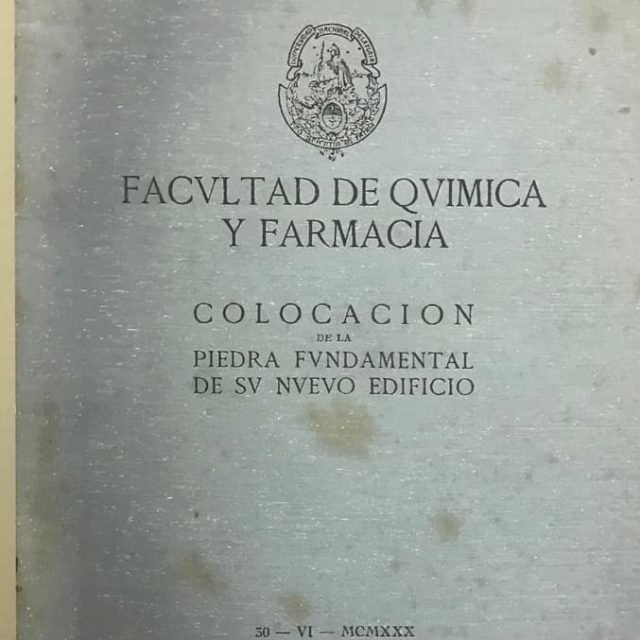 FACVLTAD DE QVIMICA
Y FARMACIA
COLOCACION
DE LA
PIEDRA FVNDAMENTAL
DE SV NVEVO EDIFICIO
30 — VI — MCMXXX